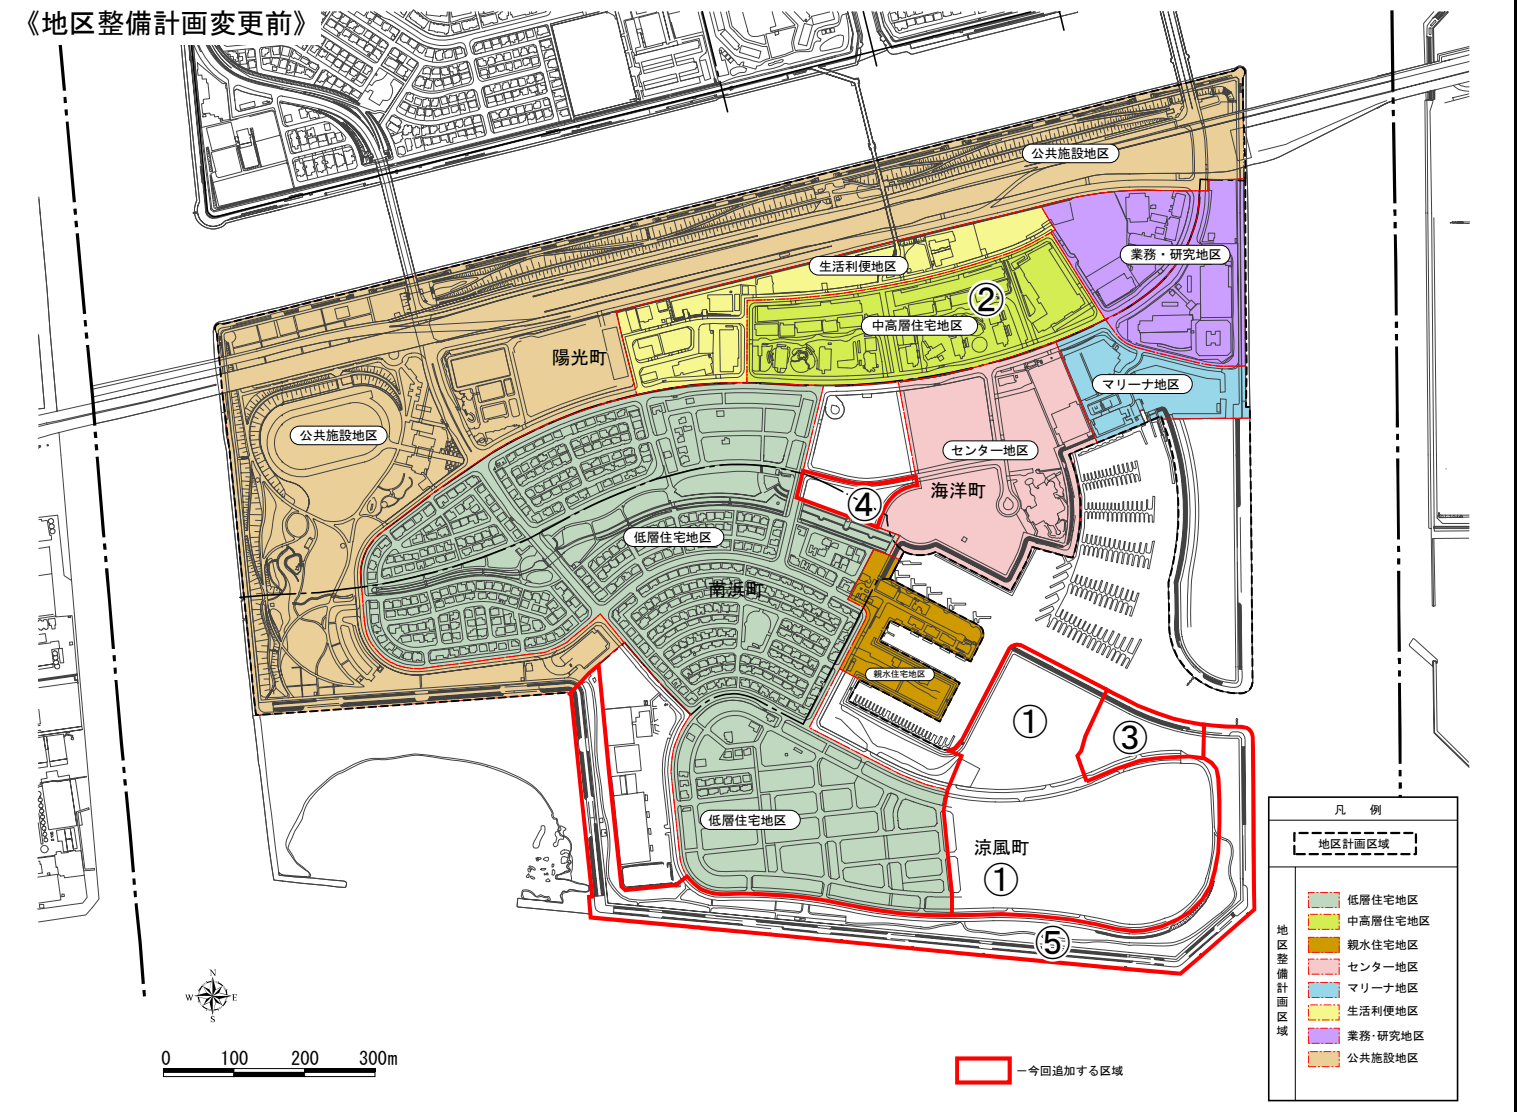 《地区整備計画変更前》
公共施設地区
業務・研究地区
生活利便地区
②
中高層住宅地区
陽光町
マリーナ地区
公共施設地区
センター地区
海洋町
④
低層住宅地区
南浜町
親水住宅地区
①
③
低層住宅地区
涼風町
①
⑤
N
W
E
S
0 100 200 300m
－今回追加する区域
凡 例
地区計画区域
地区整備計画区域
低層住宅地区
中高層住宅地区
親水住宅地区
センター地区
マリーナ地区
生活利便地区
業務・研究地区
公共施設地区